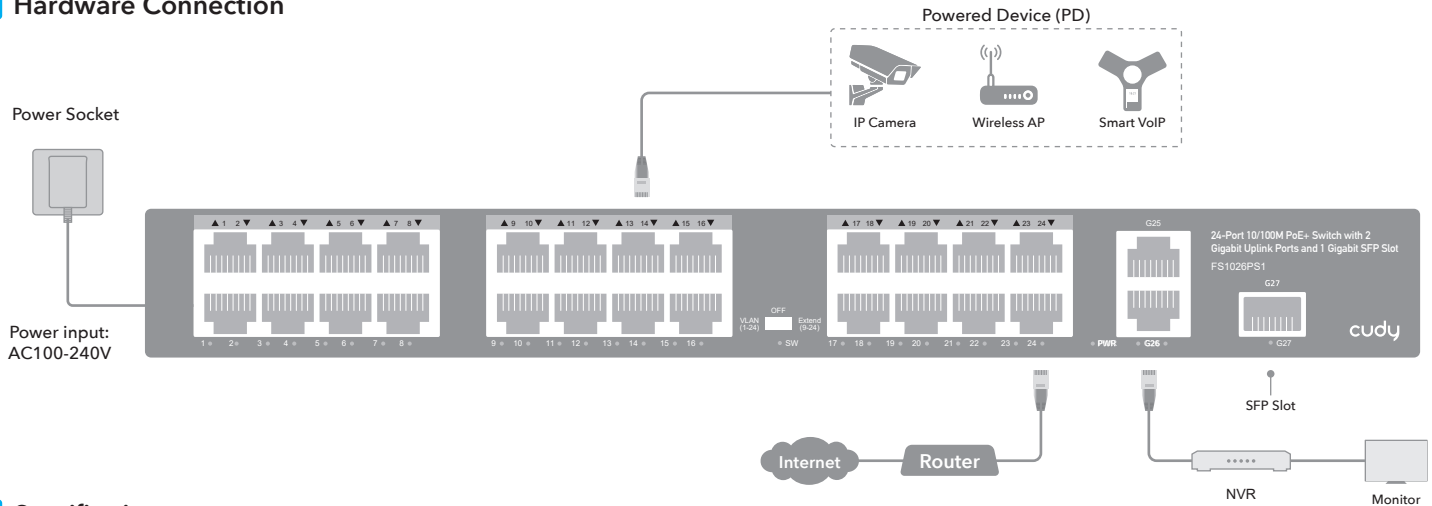 Hardware Connection
Powered Device (PD)
IP Camera
Wireless AP
Smart VoIP
Power Socket
Power input:
AC100-240V
▲ 1 2 ▼ ▲ 3 4 ▼ ▲ 5 6 ▼ ▲ 7 8 ▼
▲ 9 10 ▼ ▲ 11 12 ▼ ▲ 13 14 ▼ ▲ 15 16 ▼
▲ 17 18 ▼ ▲ 19 20 ▼ ▲ 21 22 ▼ ▲ 23 24 ▼
G25
24-Port 10/100M PoE+ Switch with 2
Gigabit Uplink Ports and 1 Gigabit SFP Slot
FS1026PS1
G27
cudy
OFF
VLAN
(1-24)
Extend
(9-24)
1 2 3 4 5 6 7 8
9 10 11 12 13 14 15 16
SW
17 18 19 20 21 22 23 24
PWR
G26
G27
SFP Slot
Internet
Router
NVR
Monitor